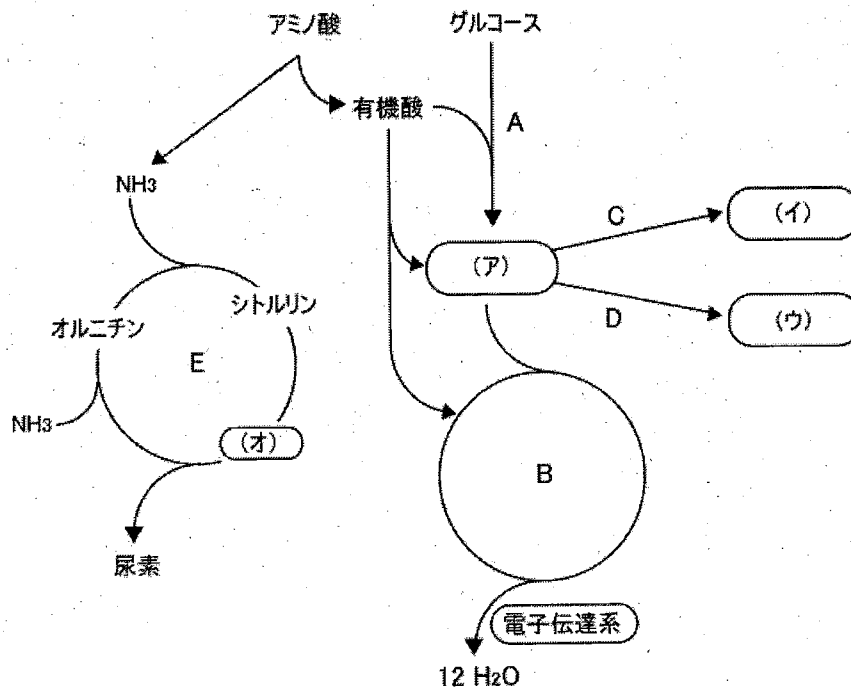 アミノ酸
グルコース
有機酸
A
NH3
C
(イ)
(ア)
オルニチン
シトルリン
D
(ウ)
E
NH3
(オ)
B
尿素
電子伝達系
12 H2O